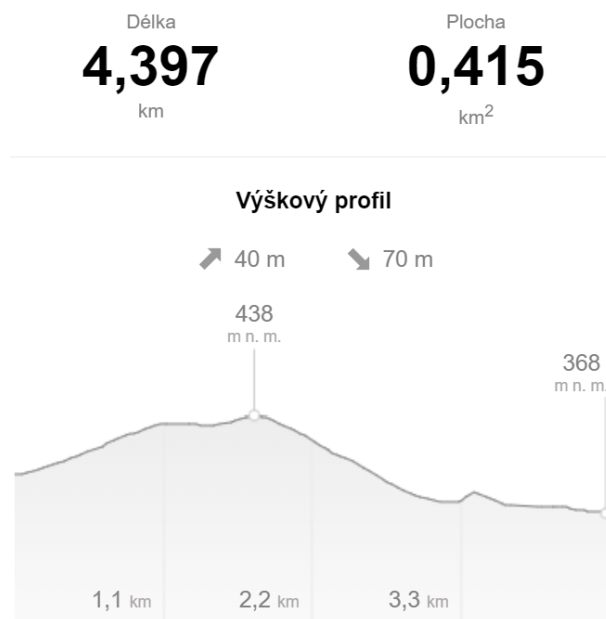 Délka
Plocha
4,397
0,415
km
km²
Výškový profil
40 m
70 m
438
m n. m.
368
m n. m.
1,1 km
2,2 km
3,3 km